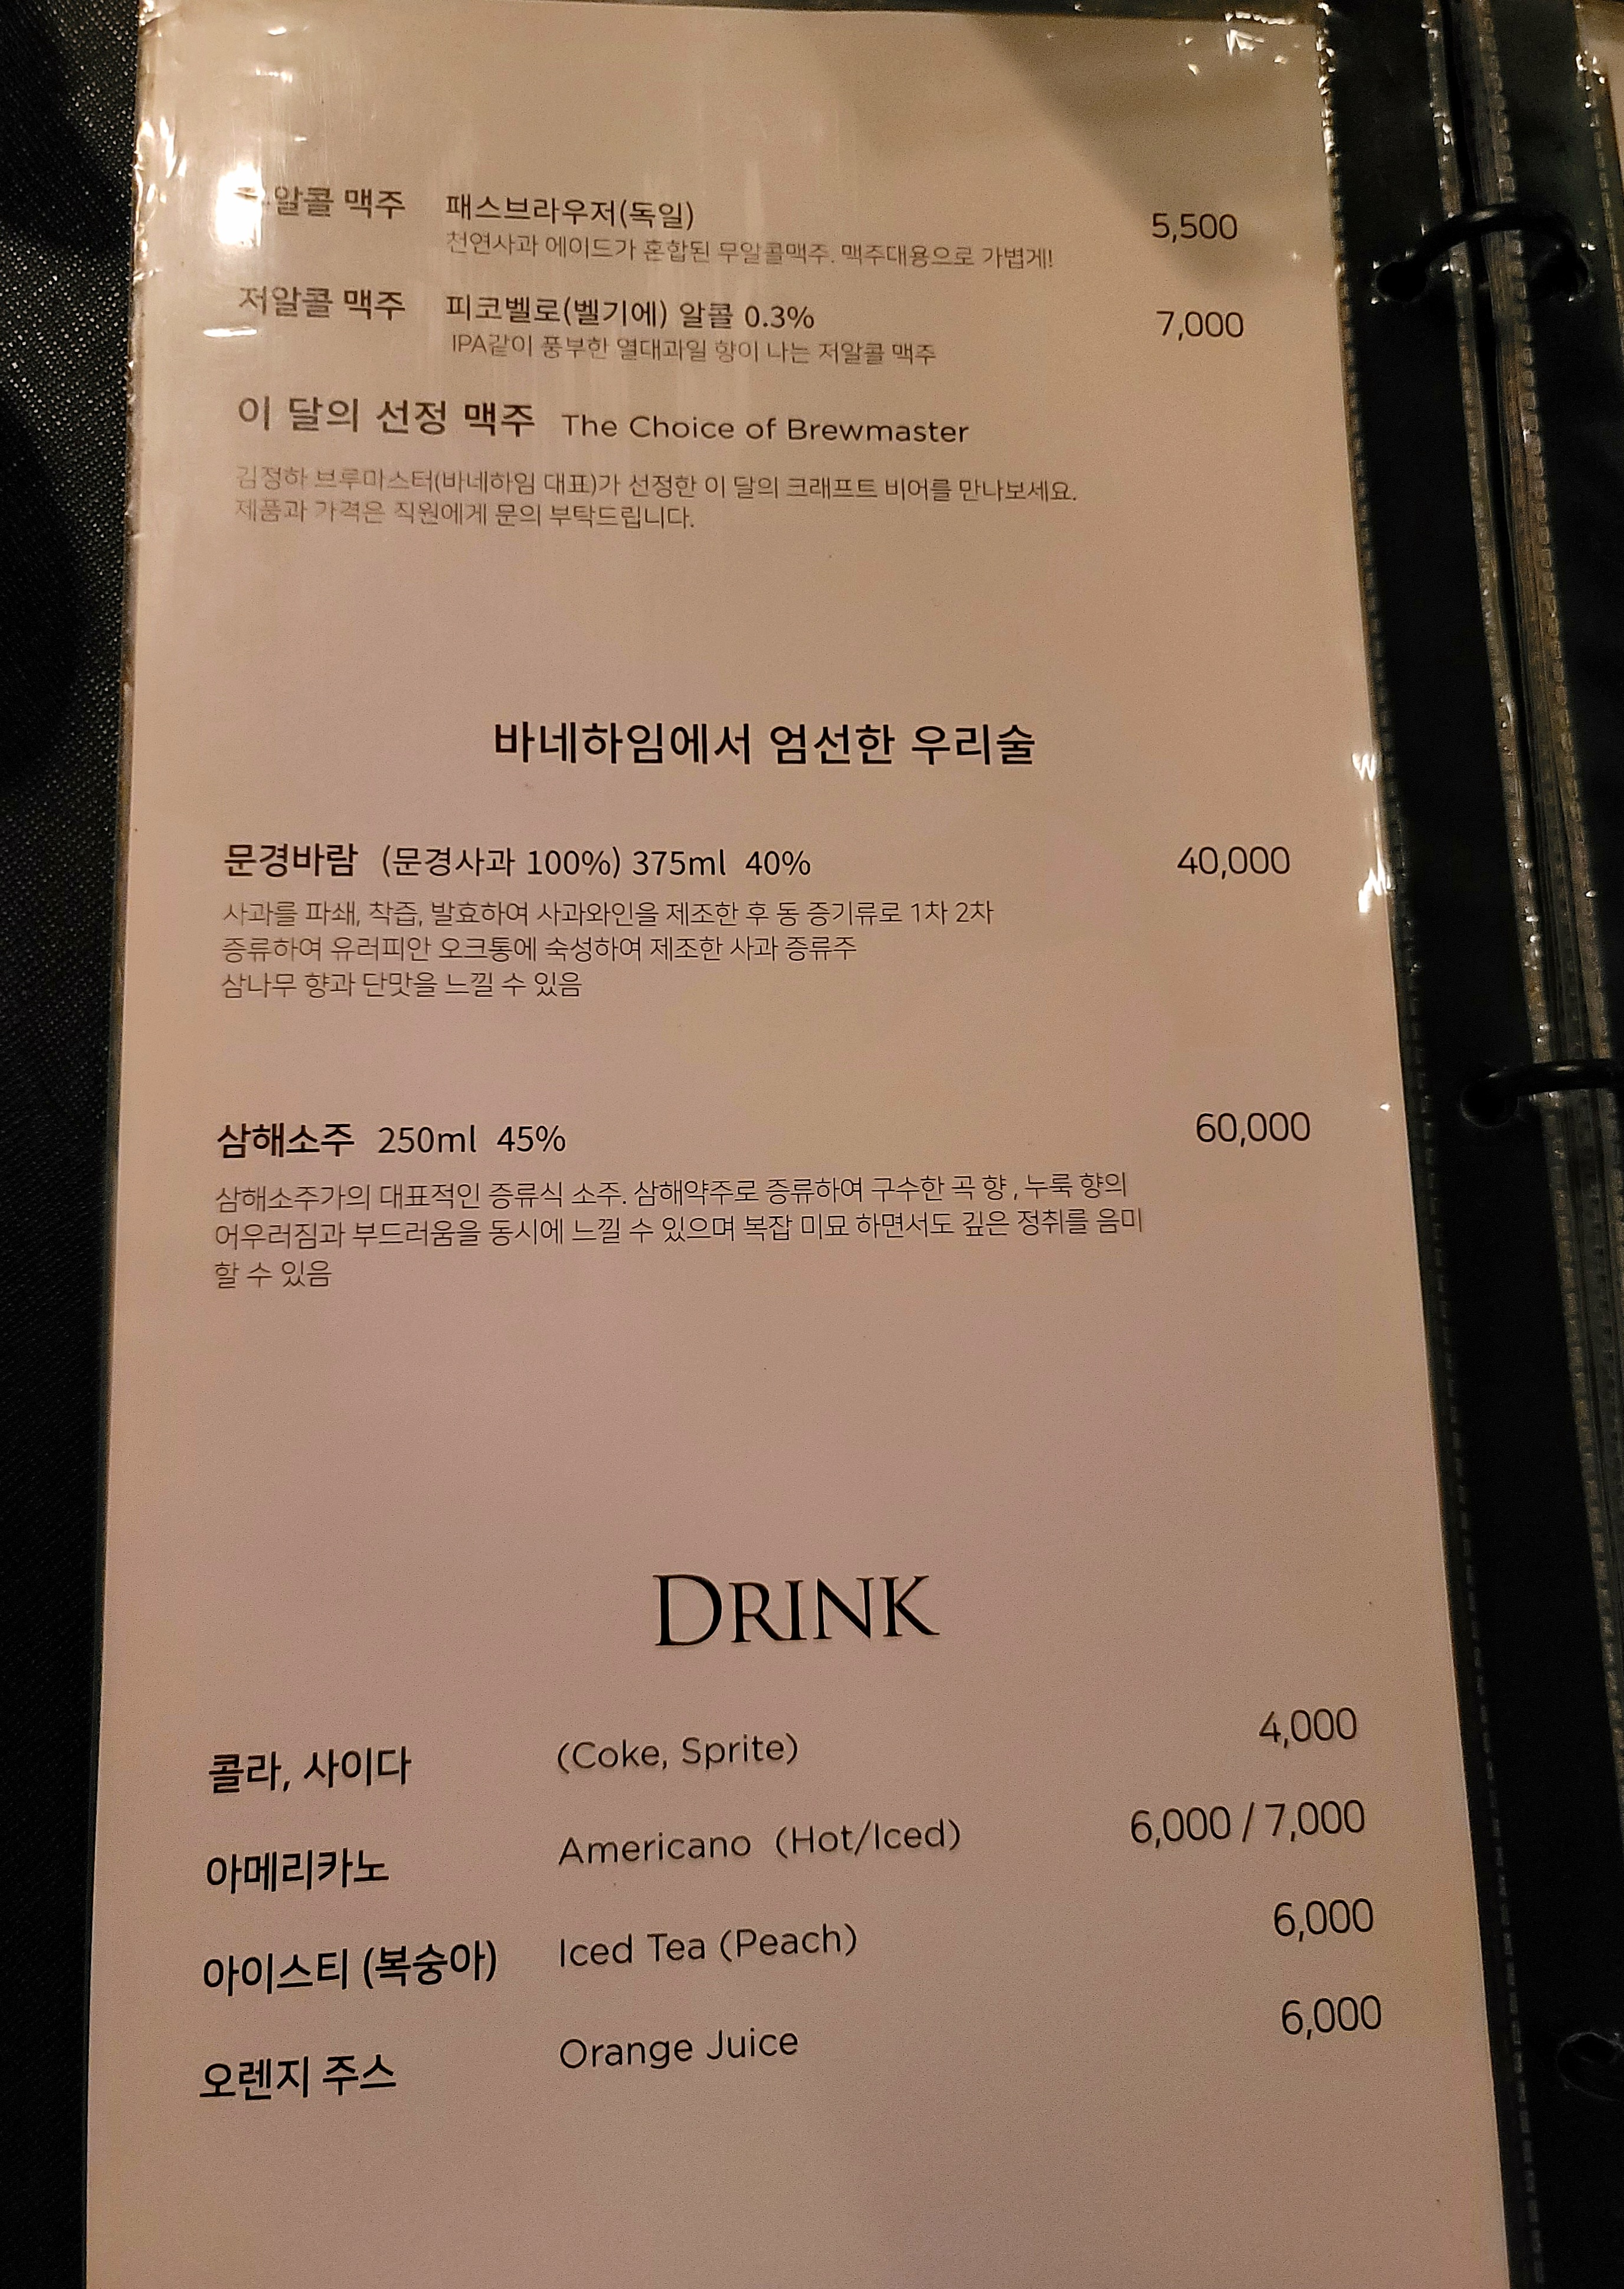 맥주 패스브라우저(독일) 5,500
천연사과 에이드가 혼합된 무알콜맥주. 맥주대용으로 가볍게!
저알콜 맥주 피코벨로(벨기에) 알콜 0.3% 7,000
IPA같이 풍부한 열대과일 향이 나는 저알콜 맥주
이 달의 선정 맥주 The Choice of Brewmaster
김정하 브루마스터(바네하임 대표)가 선정한 이 달의 크래프트 비어를 만나보세요.
제품과 가격은 직원에게 문의 부탁드립니다.
바네하임에서 엄선한 우리술
문경바람 (문경사과 100%) 375ml 40% 40,000
사과를 파쇄, 착즙, 발효하여 사과와인을 제조한 후 동 증기류로 1차 2차
증류하여 유러피안 오크통에 숙성하여 제조한 사과 증류주
삼나무 향과 단맛을 느낄 수 있음
삼해소주 250ml 45% 60,000
삼해소주가의 대표적인 증류식 소주. 삼해약주로 증류하여 구수한 곡 향 , 누룩 향의
어우러짐과 부드러움을 동시에 느낄 수 있으며 복잡 미묘 하면서도 깊은 정취를 음미
할 수 있음
DRINK
콜라, 사이다 (Coke, Sprite) 4,000
아메리카노 Americano (Hot/Iced) 6,000 / 7,000
아이스티 (복숭아) Iced Tea (Peach) 6,000
오렌지 주스 Orange Juice 6,000